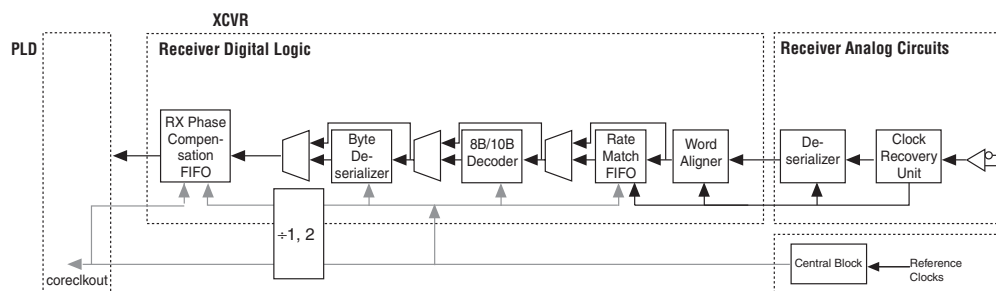 XCVR
PLD
Receiver Digital Logic
Receiver Analog Circuits
RX Phase
Compen-
sation
FIFO
Byte
De-
serializer
8B/10B
Decoder
Rate
Match
FIFO
Word
Aligner
De-
serializer
Clock
Recovery
Unit
÷1, 2
coreclkout
Central Block
Reference
Clocks